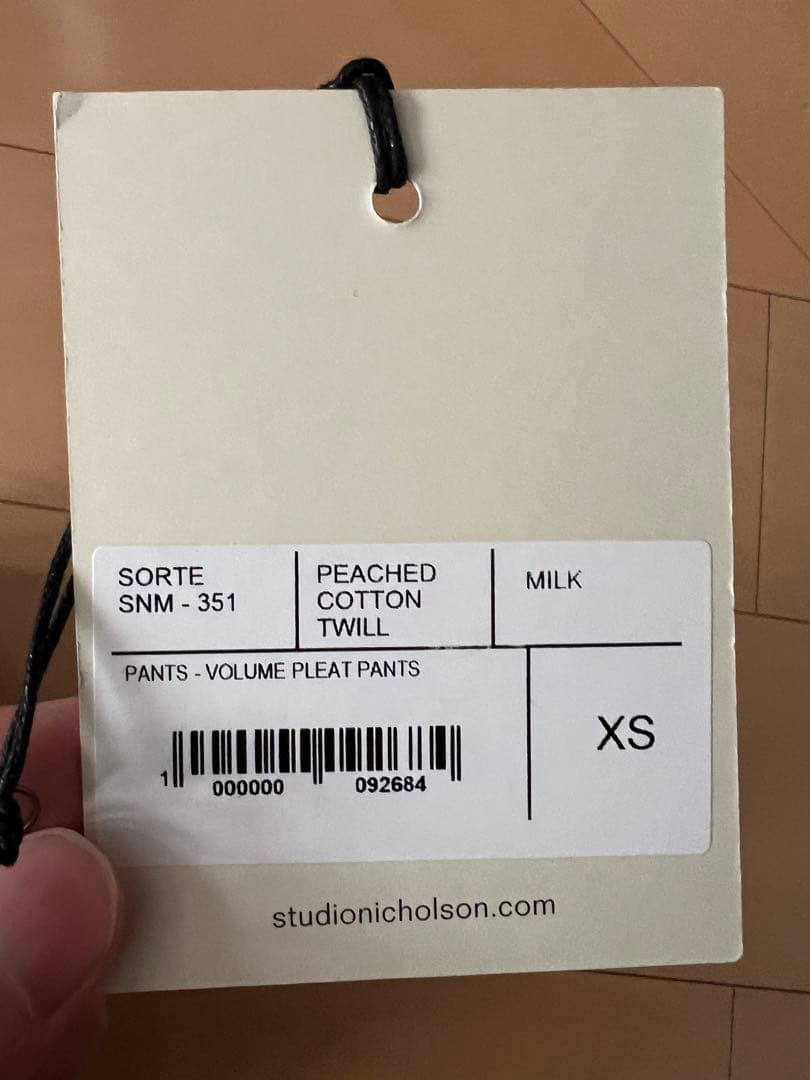 SORTE
SNM - 351
PEACHED
COTTON
TWILL
MILK
PANTS - VOLUME PLEAT PANTS
XS
1 000000 092684
studionicholson.com